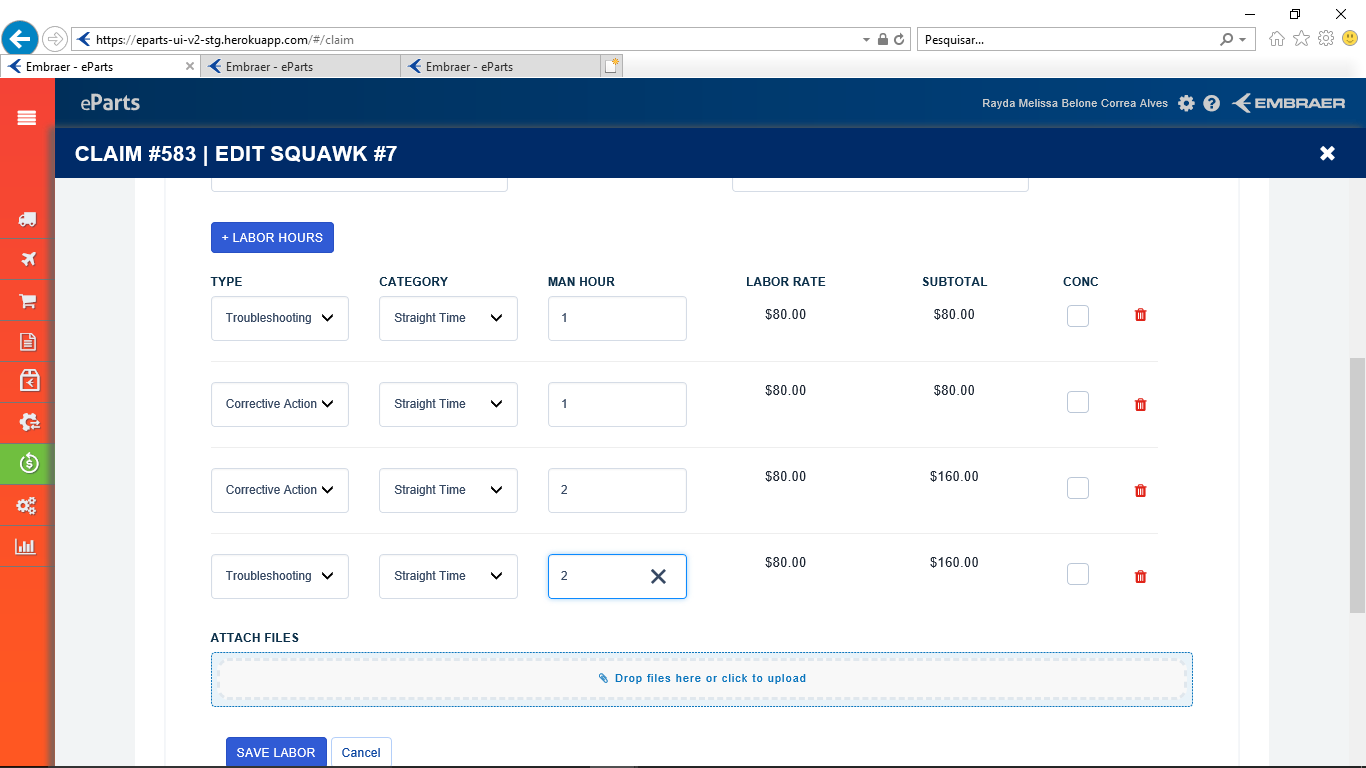 https://eparts-ui-v2-stg.herokuapp.com/#/claim
Pesquisar...
Embraer - eParts
Embraer - eParts
Embraer - eParts
eParts
Rayda Melissa Belone Correa Alves
EMBRAER
CLAIM #583 | EDIT SQUAWK #7
+ LABOR HOURS
TYPE CATEGORY MAN HOUR LABOR RATE SUBTOTAL CONC
Troubleshooting Straight Time 1 $80.00 $80.00
Corrective Action Straight Time 1 $80.00 $80.00
Corrective Action Straight Time 2 $80.00 $160.00
Troubleshooting Straight Time 2 $80.00 $160.00
ATTACH FILES
Drop files here or click to upload
SAVE LABOR Cancel